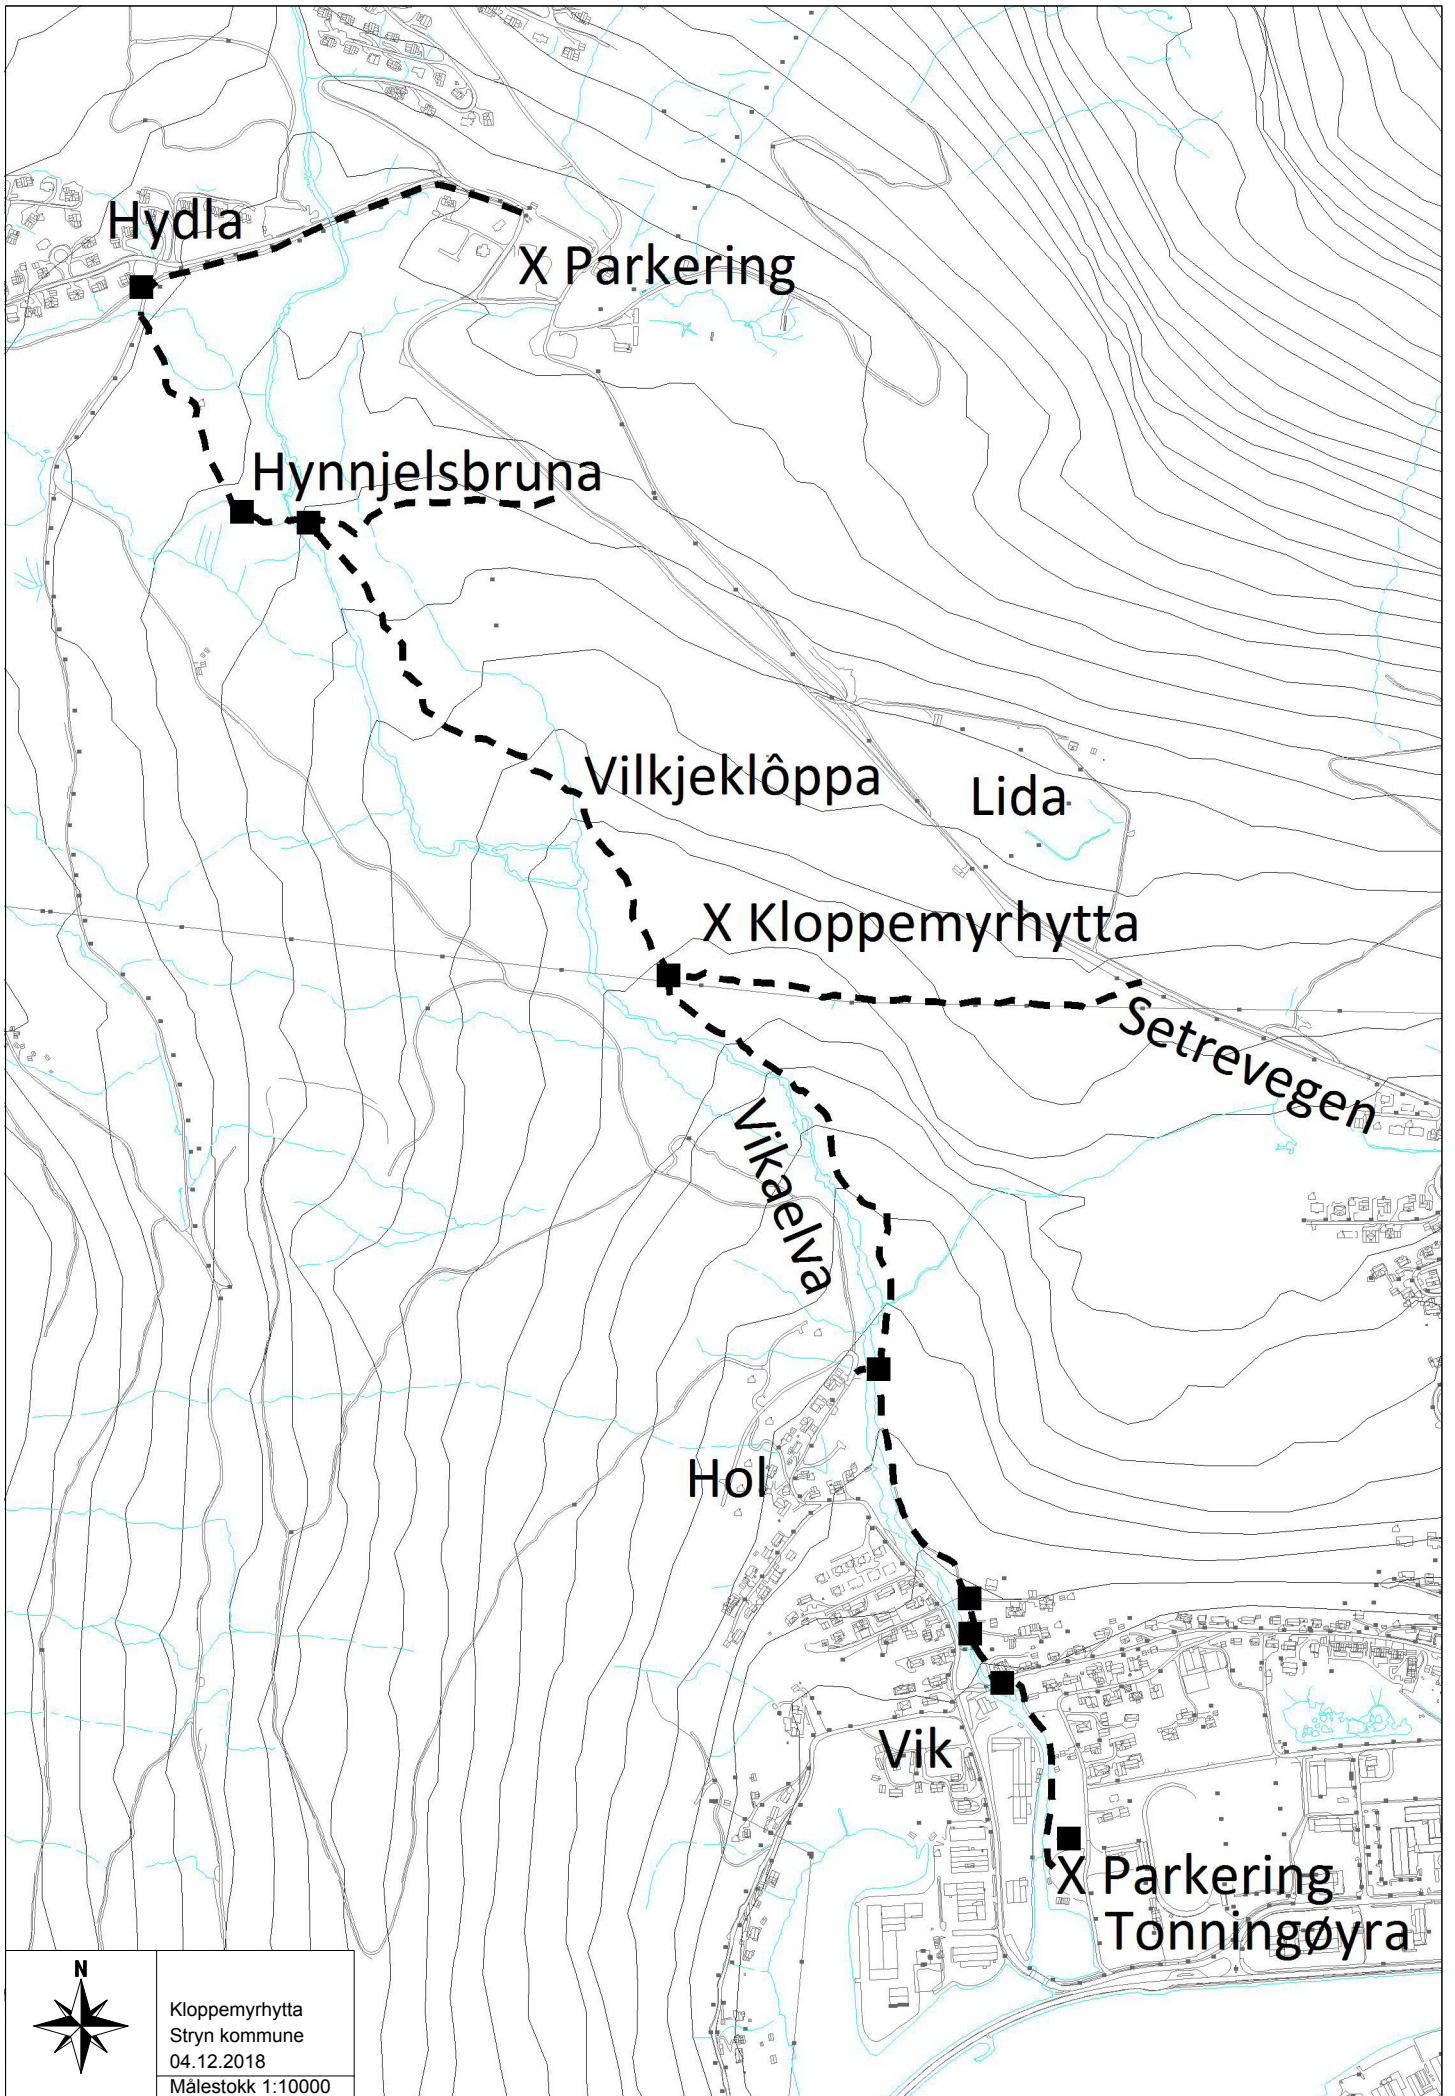 Hydla
X Parkering
Hynnjelsbruna
Vilkjeklôppa
Lida
X Kloppemyrhytta
Setrevegen
Vikaelva
Hol
Vik
X Parkering
Tonningøyra
N
Kloppemyrhytta
Stryn kommune
04.12.2018
Målestokk 1:10000